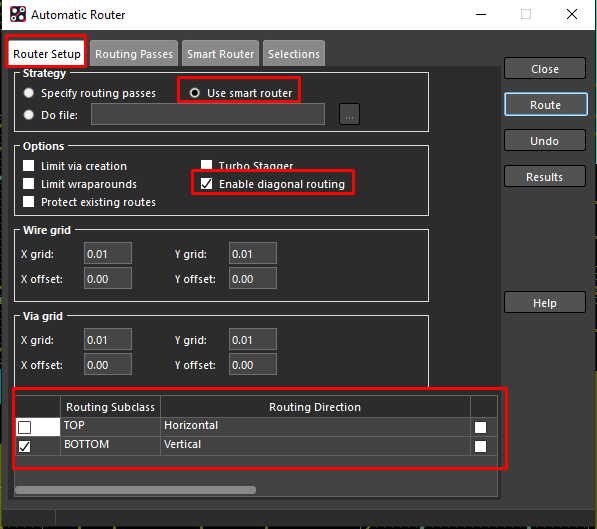 Automatic Router
Router Setup Routing Passes Smart Router Selections
Close
Route
Undo
Results
Help
Strategy
Specify routing passes Use smart router
Do file: ...
Options
Limit via creation Turbo Stagger
Limit wraparounds Enable diagonal routing
Protect existing routes
Wire grid
X grid: 0.01 Y grid: 0.01
X offset: 0.00 Y offset: 0.00
Via grid
X grid: 0.01 Y grid: 0.01
X offset: 0.00 Y offset: 0.00
Routing Subclass Routing Direction
TOP Horizontal
BOTTOM Vertical